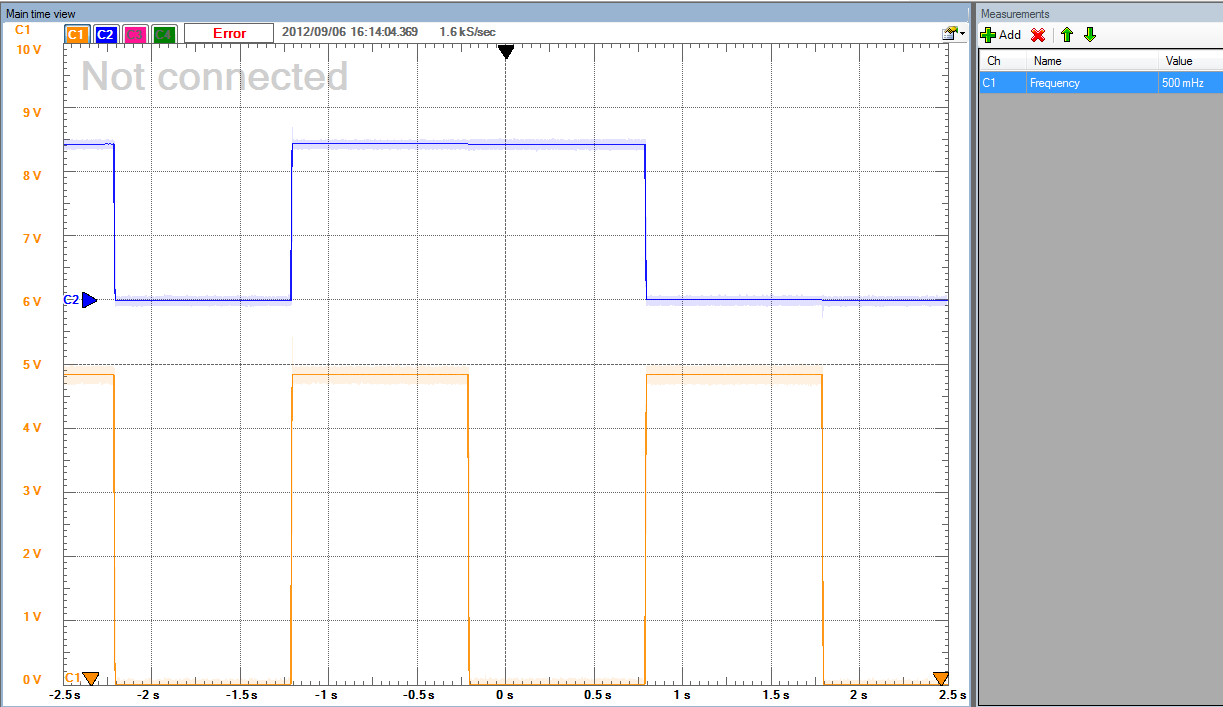 Main time view
C1
C1 C2 C3 C4 Error 2012/09/06 16:14:04.369 1.6 kS/sec
Not connected
10 V
9 V
8 V
7 V
6 V
5 V
4 V
3 V
2 V
1 V
0 V
C2
C1
-2.5 s -2 s -1.5 s -1 s -0.5 s 0 s 0.5 s 1 s 1.5 s 2 s 2.5 s
Measurements
Add
Ch Name Value
C1 Frequency 500 mHz